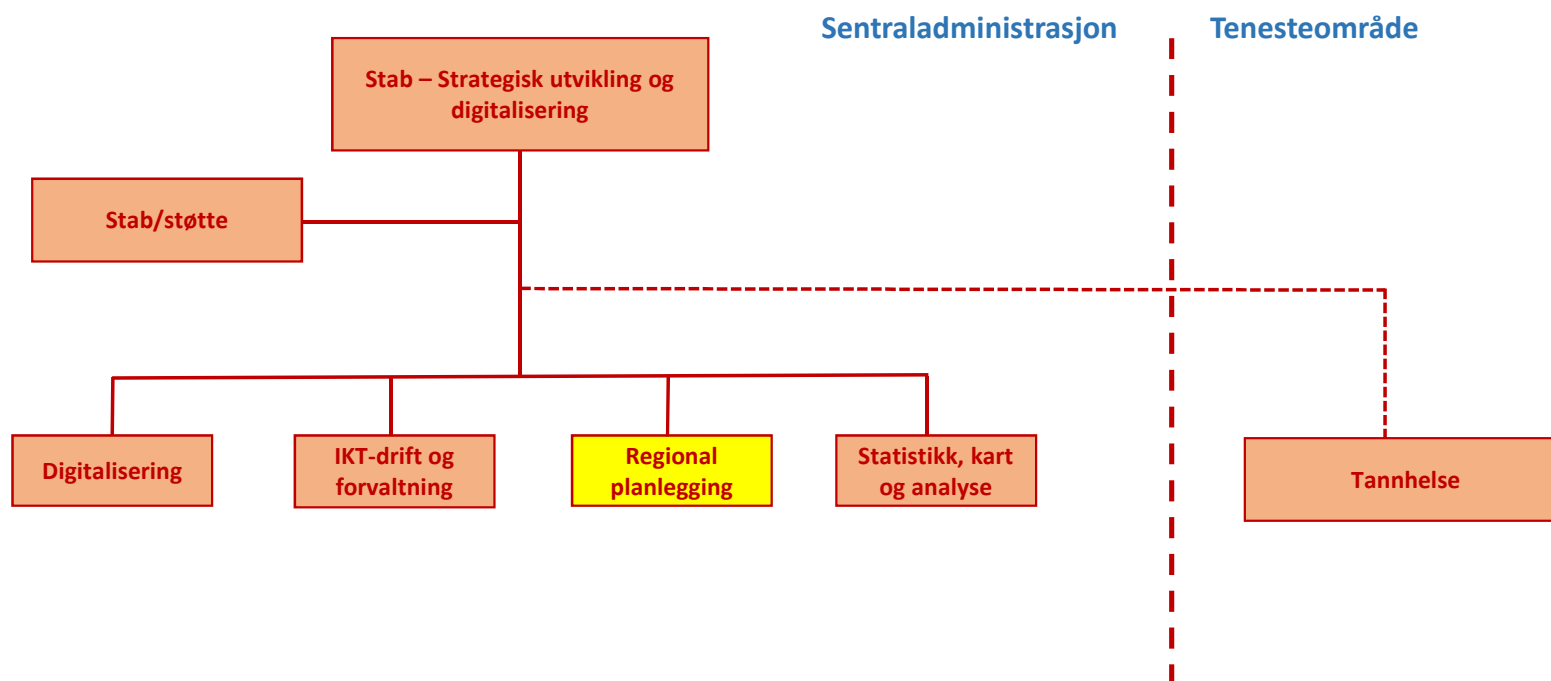 Sentraladministrasjon
Tenesteområde
Stab – Strategisk utvikling og
digitalisering
Stab/støtte
Digitalisering
IKT-drift og
forvaltning
Regional
planlegging
Statistikk, kart
og analyse
Tannhelse